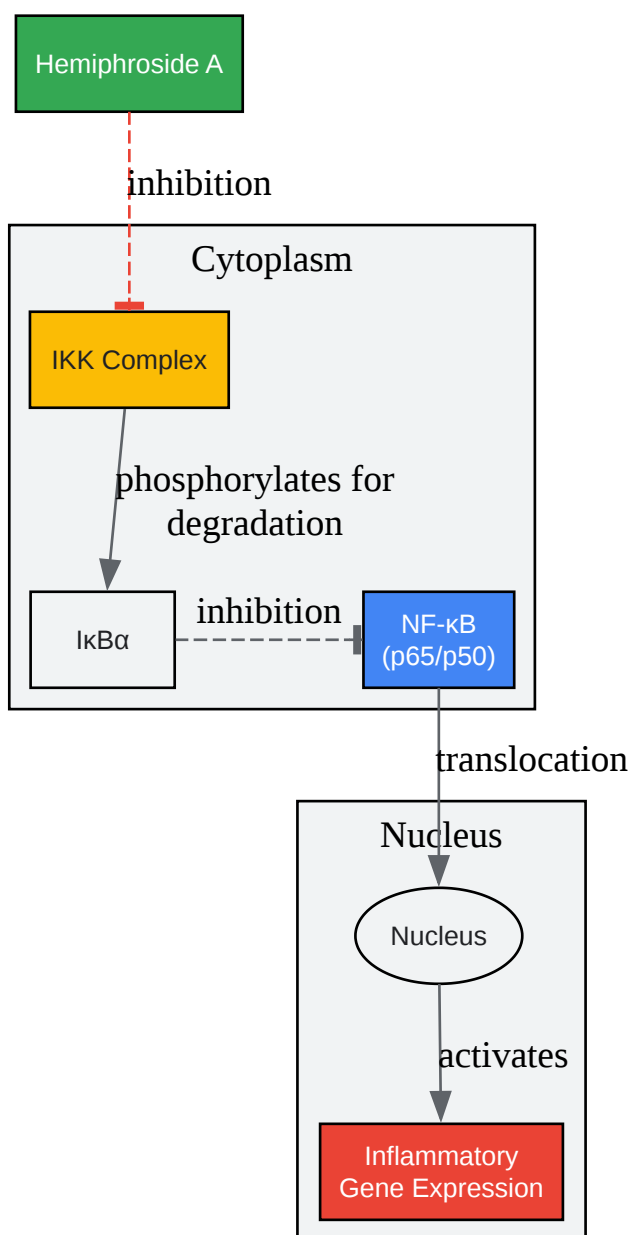 Hemiphroside A
inhibition
Cytoplasm
IKK Complex
phosphorylates for
degradation
IκBα
inhibition
NF-κB
(p65/p50)
translocation
Nucleus
Nucleus
activates
Inflammatory
Gene Expression